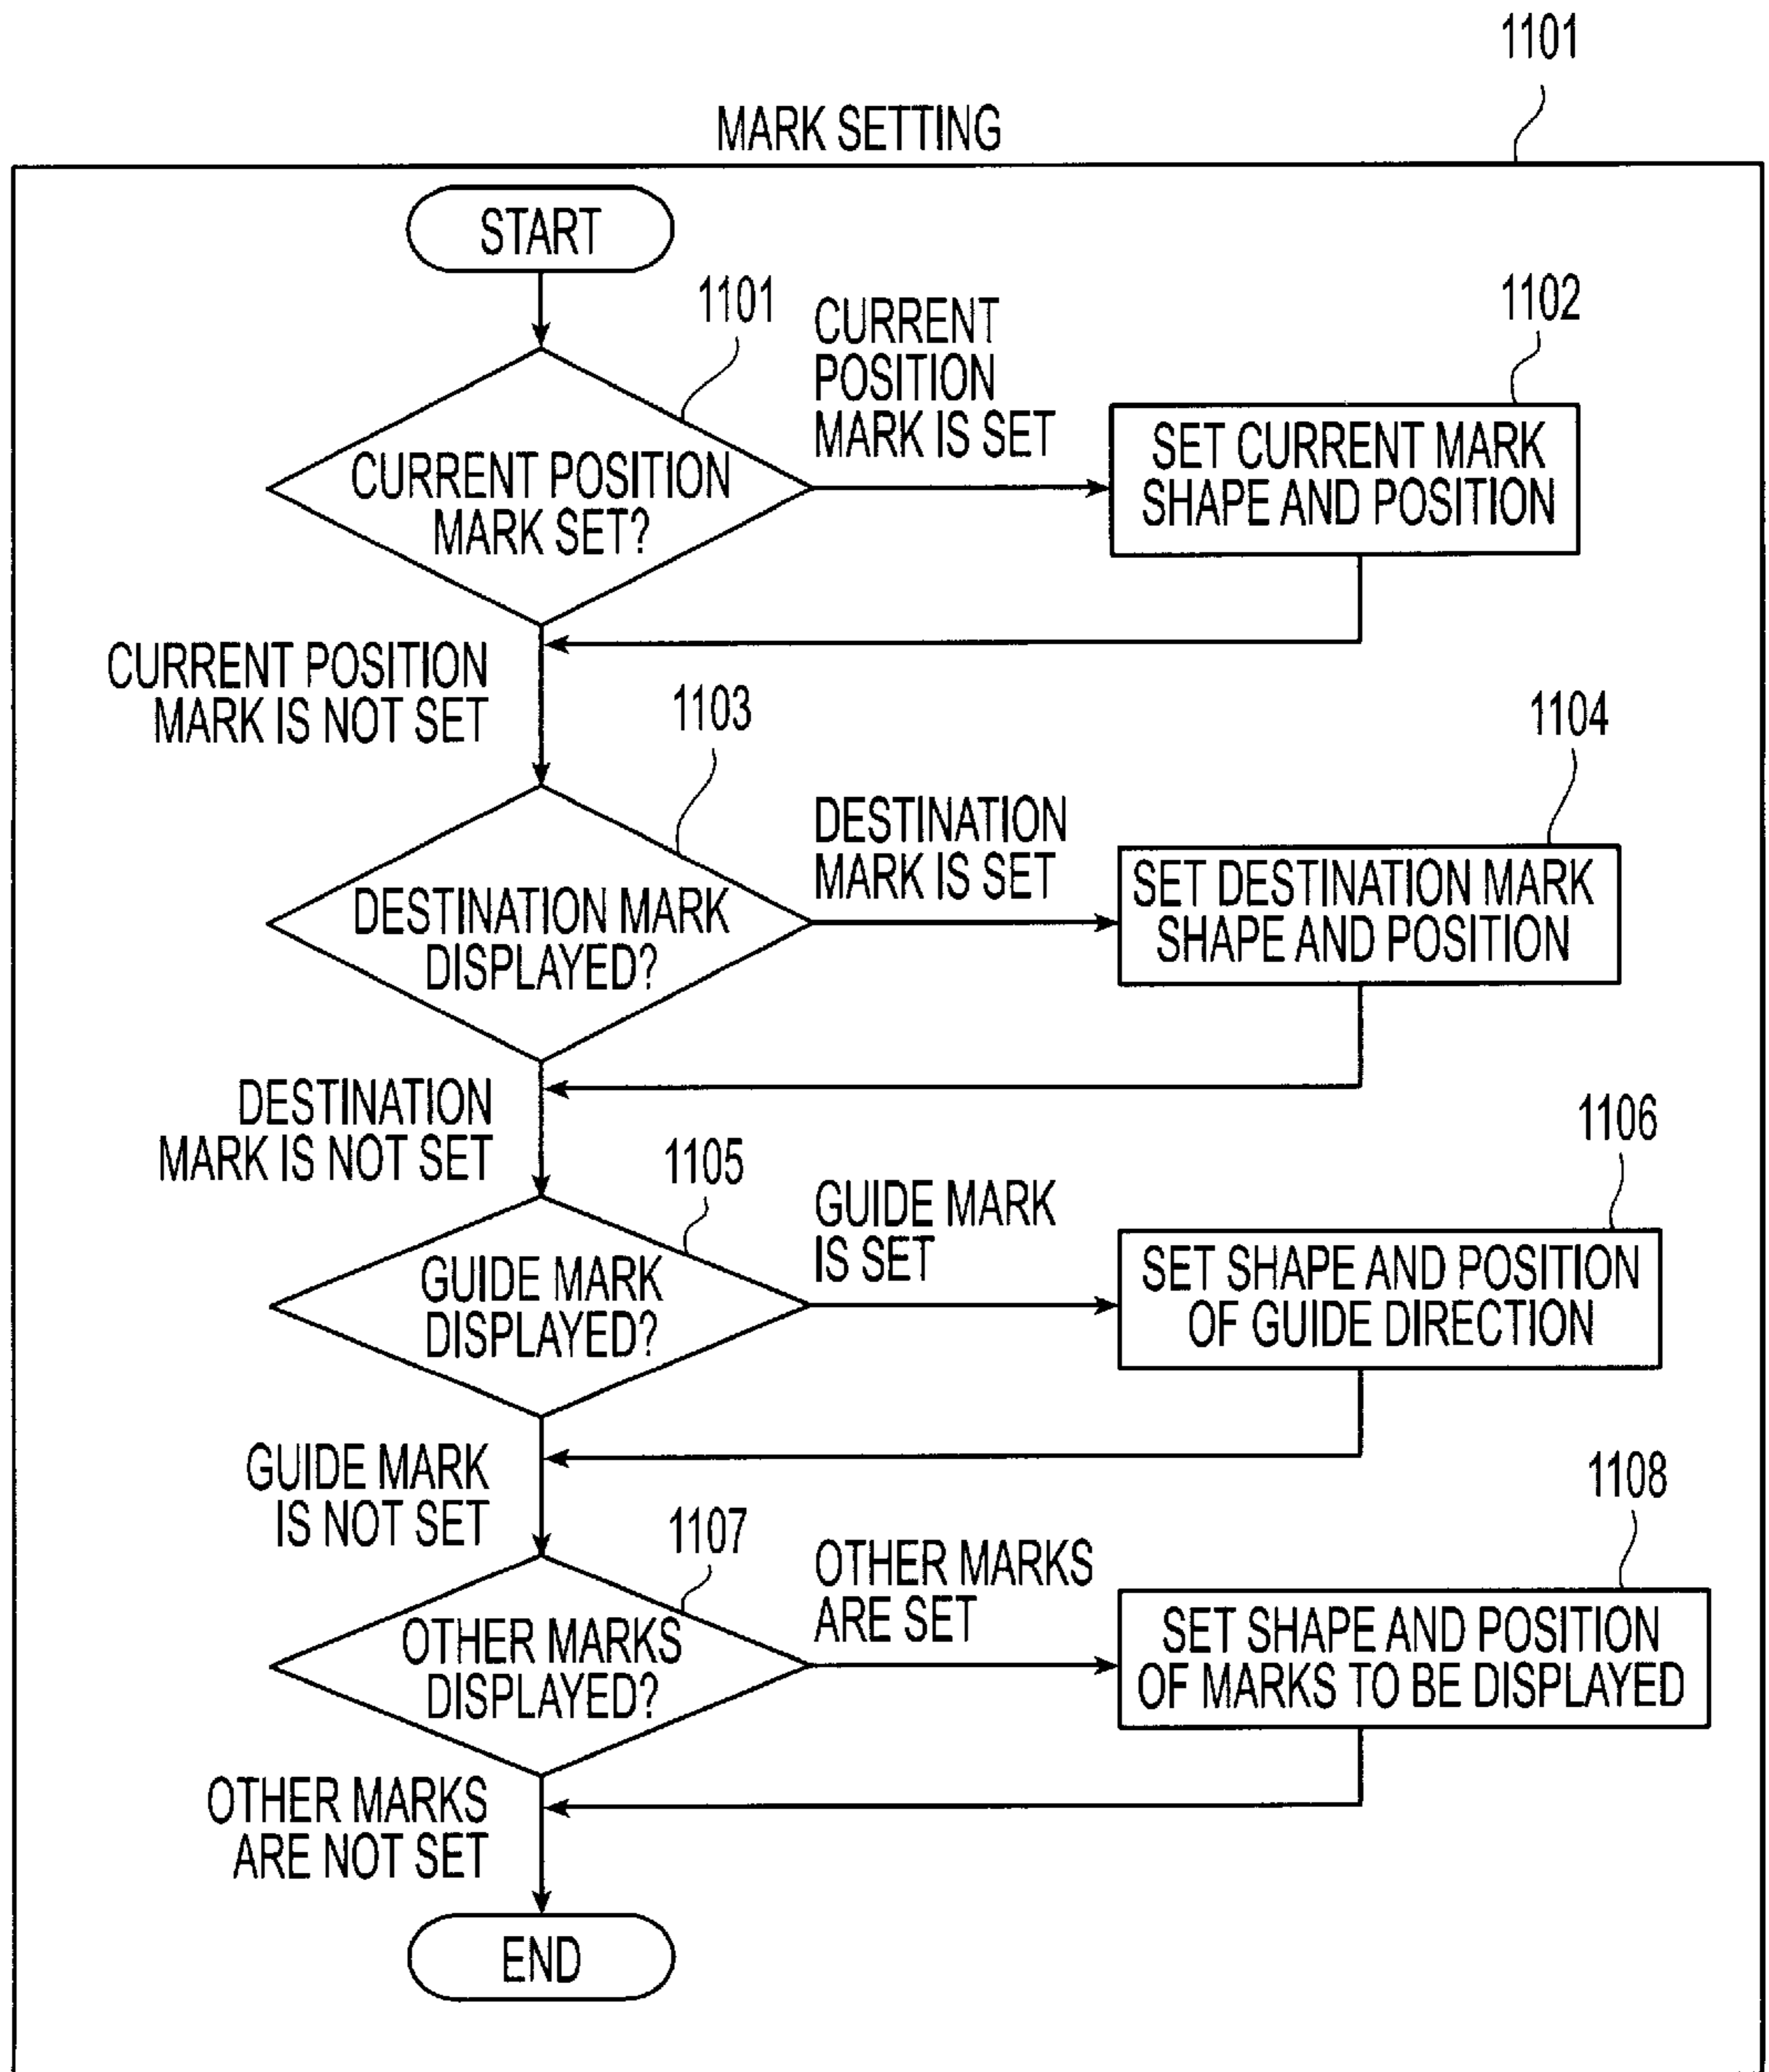 1101
MARK SETTING
START
1101
CURRENT
POSITION
MARK IS SET
1102
CURRENT POSITION
MARK SET?
SET CURRENT MARK
SHAPE AND POSITION
CURRENT POSITION
MARK IS NOT SET
1103
DESTINATION
MARK IS SET
1104
DESTINATION MARK
DISPLAYED?
SET DESTINATION MARK
SHAPE AND POSITION
DESTINATION
MARK IS NOT SET
1105
GUIDE MARK
IS SET
1106
GUIDE MARK
DISPLAYED?
SET SHAPE AND POSITION
OF GUIDE DIRECTION
GUIDE MARK
IS NOT SET
1107
OTHER MARKS
ARE SET
1108
OTHER MARKS
DISPLAYED?
SET SHAPE AND POSITION
OF MARKS TO BE DISPLAYED
OTHER MARKS
ARE NOT SET
END